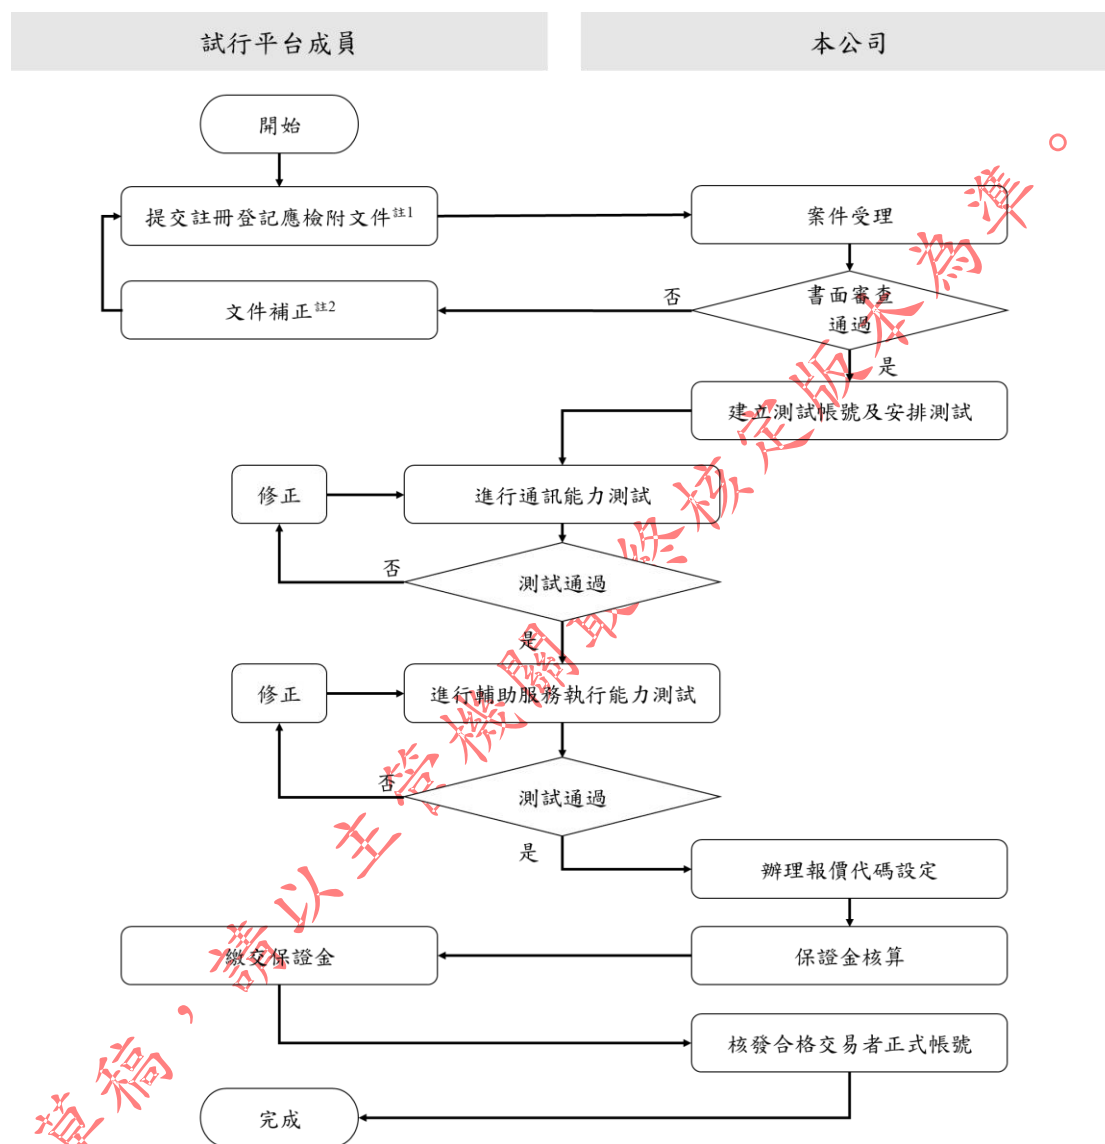 試行平台成員
本公司
開始
提交註冊登記應檢附文件註1
案件受理
文件補正註2
否
書面審查
通過
是
建立測試帳號及安排測試
修正
進行通訊能力測試
否
測試通過
是
修正
進行輔助服務執行能力測試
否
測試通過
是
辦理報價代碼設定
繳交保證金
保證金核算
核發合格交易者正式帳號
完成
草稿，請以主管機關最終核定版本為準。